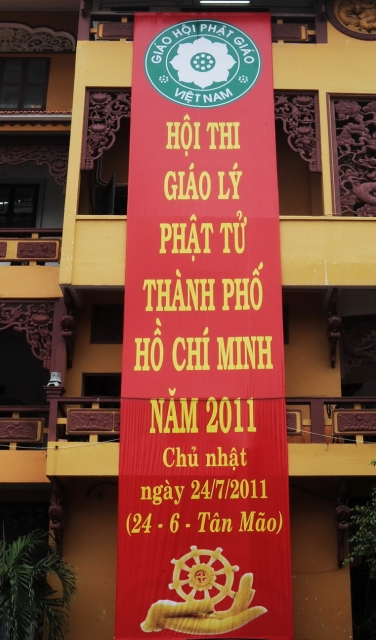 GIÁO HỘI PHẬT GIÁO
VIỆT NAM
HỘI THI
GIÁO LÝ
PHẬT TỬ
THÀNH PHỐ
HỒ CHÍ MINH
NĂM 2011
Chủ nhật
ngày 24/7/2011
(24 - 6 - Tân Mão)